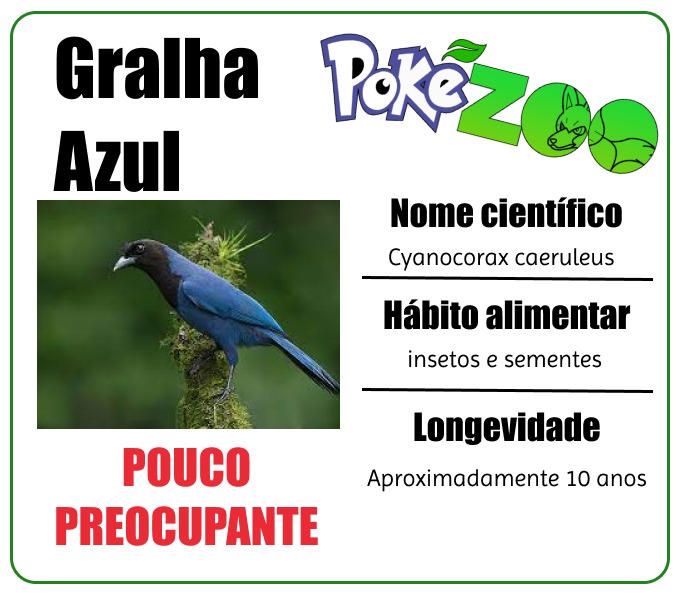 Gralha
Azul
PokéZoo
Nome científico
Cyanocorax caeruleus
Hábito alimentar
insetos e sementes
Longevidade
Aproximadamente 10 anos
POUCO
PREOCUPANTE